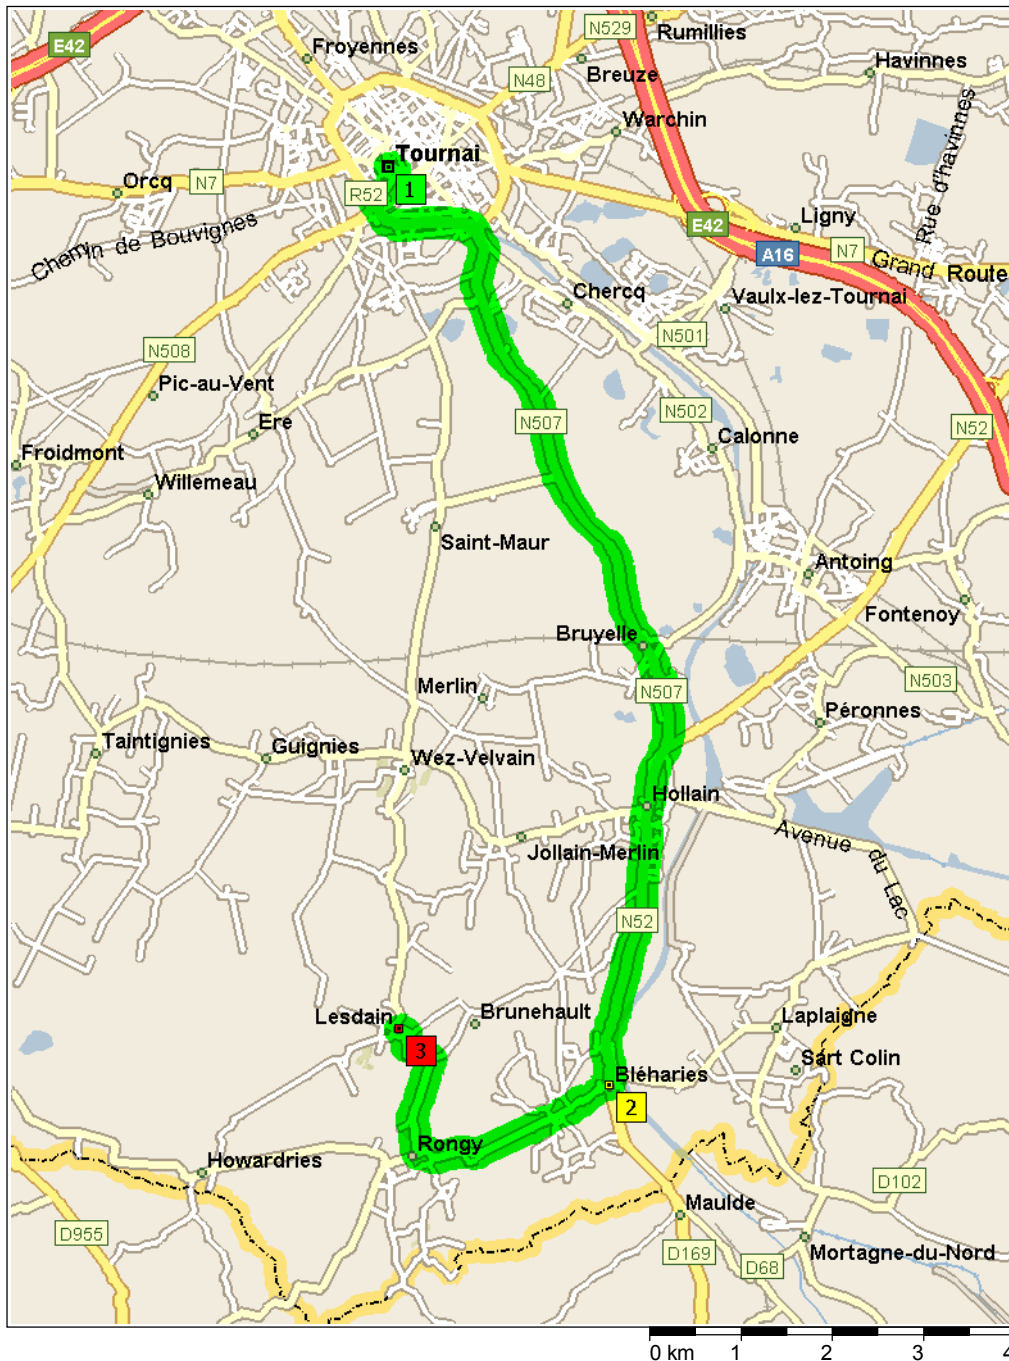 N529
Rumillies
E42
Froyennes
Breuze
Havinnes
N48
Warchin
Rue d"havinnes
Tournai
Orcq
N7
R52
1
Ligny
E42
Chemin de Bouvignes
A16
N7
Grand Route
Chercq
Vaulx-lez-Tournai
N501
N508
Pic-au-Vent
N502
N507
N52
Ere
Calonne
Froidmont
Willemeau
Saint-Maur
Antoing
Fontenoy
Bruyelle
N507
N503
Merlin
Péronnes
Taintignies
Guignies
Wez-Velvain
Hollain
Avenue du Lac
Jollain-Merlin
N52
Lesdain
Brunehault
Laplaigne
3
Sart Colin
Bléharies
2
Rongy
Howardries
D102
Maulde
D955
D169
D68
Mortagne-du-Nord
0 km 1 2 3 4